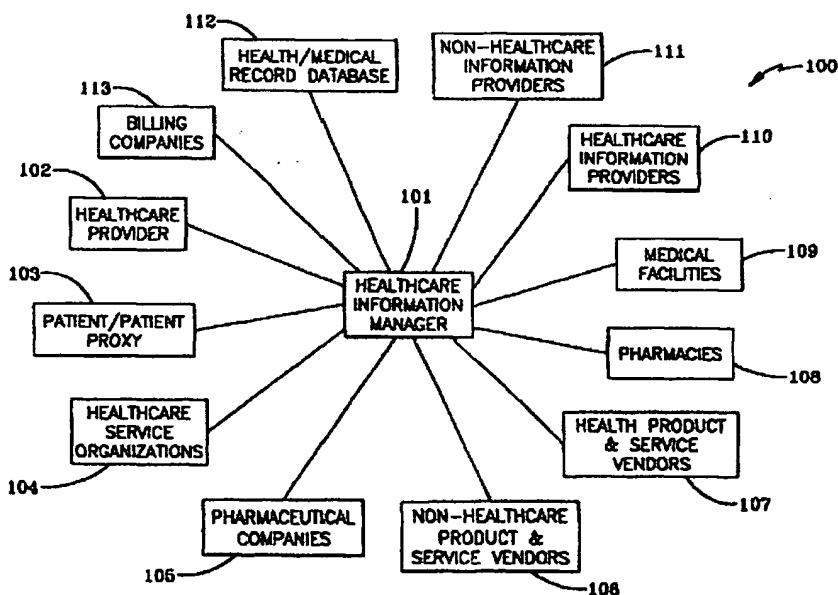 112
HEALTH/MEDICAL
RECORD DATABASE
NON-HEALTHCARE
INFORMATION
PROVIDERS
111
100
113
BILLING
COMPANIES
HEALTHCARE
INFORMATION
PROVIDERS
110
102
HEALTHCARE
PROVIDER
101
HEALTHCARE
INFORMATION
MANAGER
MEDICAL
FACILITIES
109
103
PATIENT/PATIENT
PROXY
PHARMACIES
108
HEALTHCARE
SERVICE
ORGANIZATIONS
104
HEALTH PRODUCT
& SERVICE
VENDORS
107
PHARMACEUTICAL
COMPANIES
105
NON-HEALTHCARE
PRODUCT &
SERVICE VENDORS
106